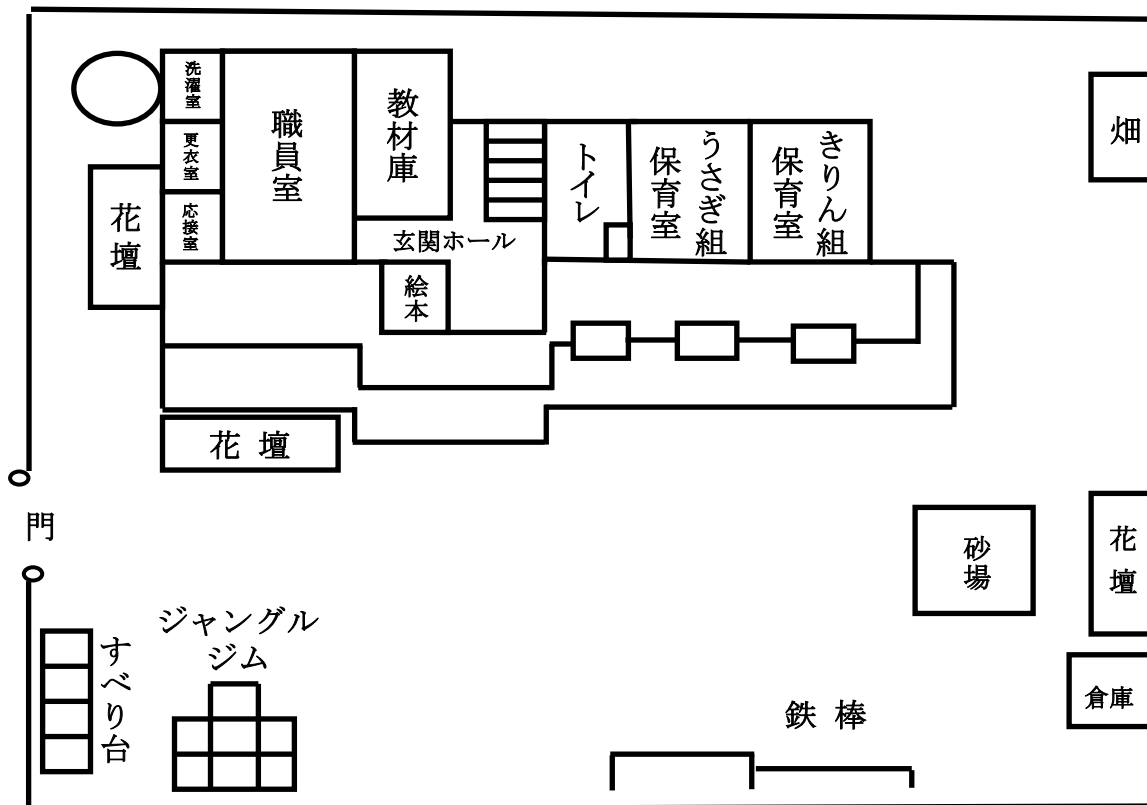 洗濯室
更衣室
応接室
職員室
教材庫
玄関ホール
絵本
トイレ
うさぎ組
保育室
きりん組
保育室
畑
花壇
花壇
門
砂場
花壇
倉庫
すべり台
ジャングル
ジム
鉄棒